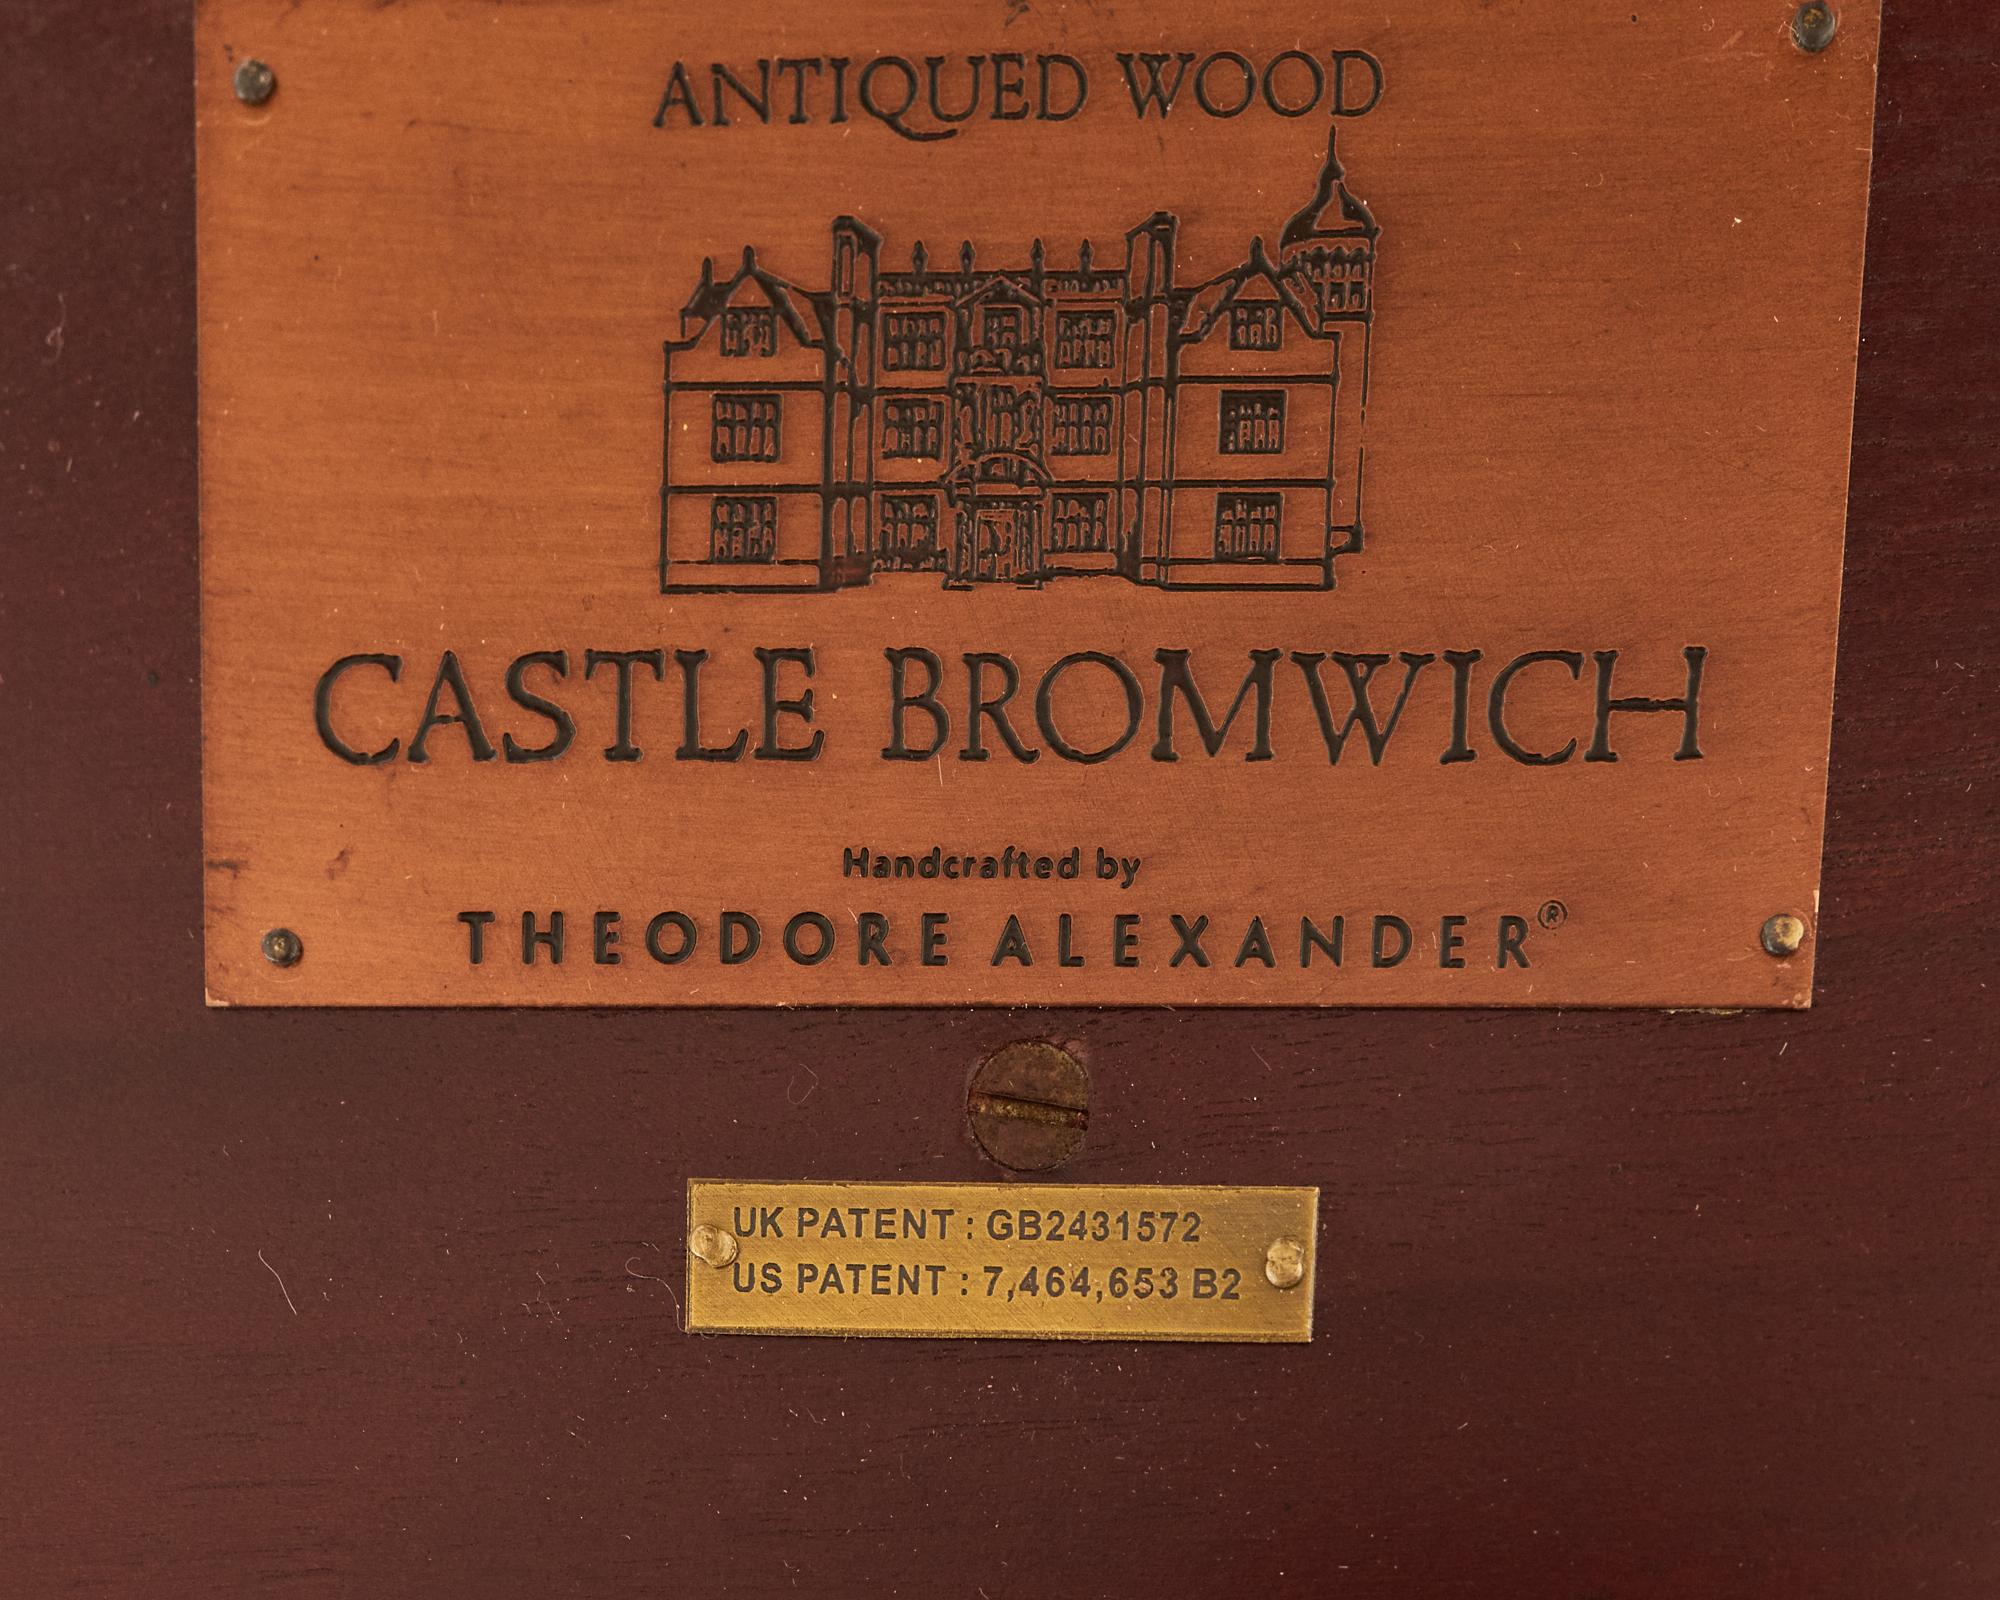 ANTIQUED WOOD
CASTLE BROMWICH
Handcrafted by
THEODORE ALEXANDER®
UK PATENT : GB2431572
US PATENT : 7,464,653 B2